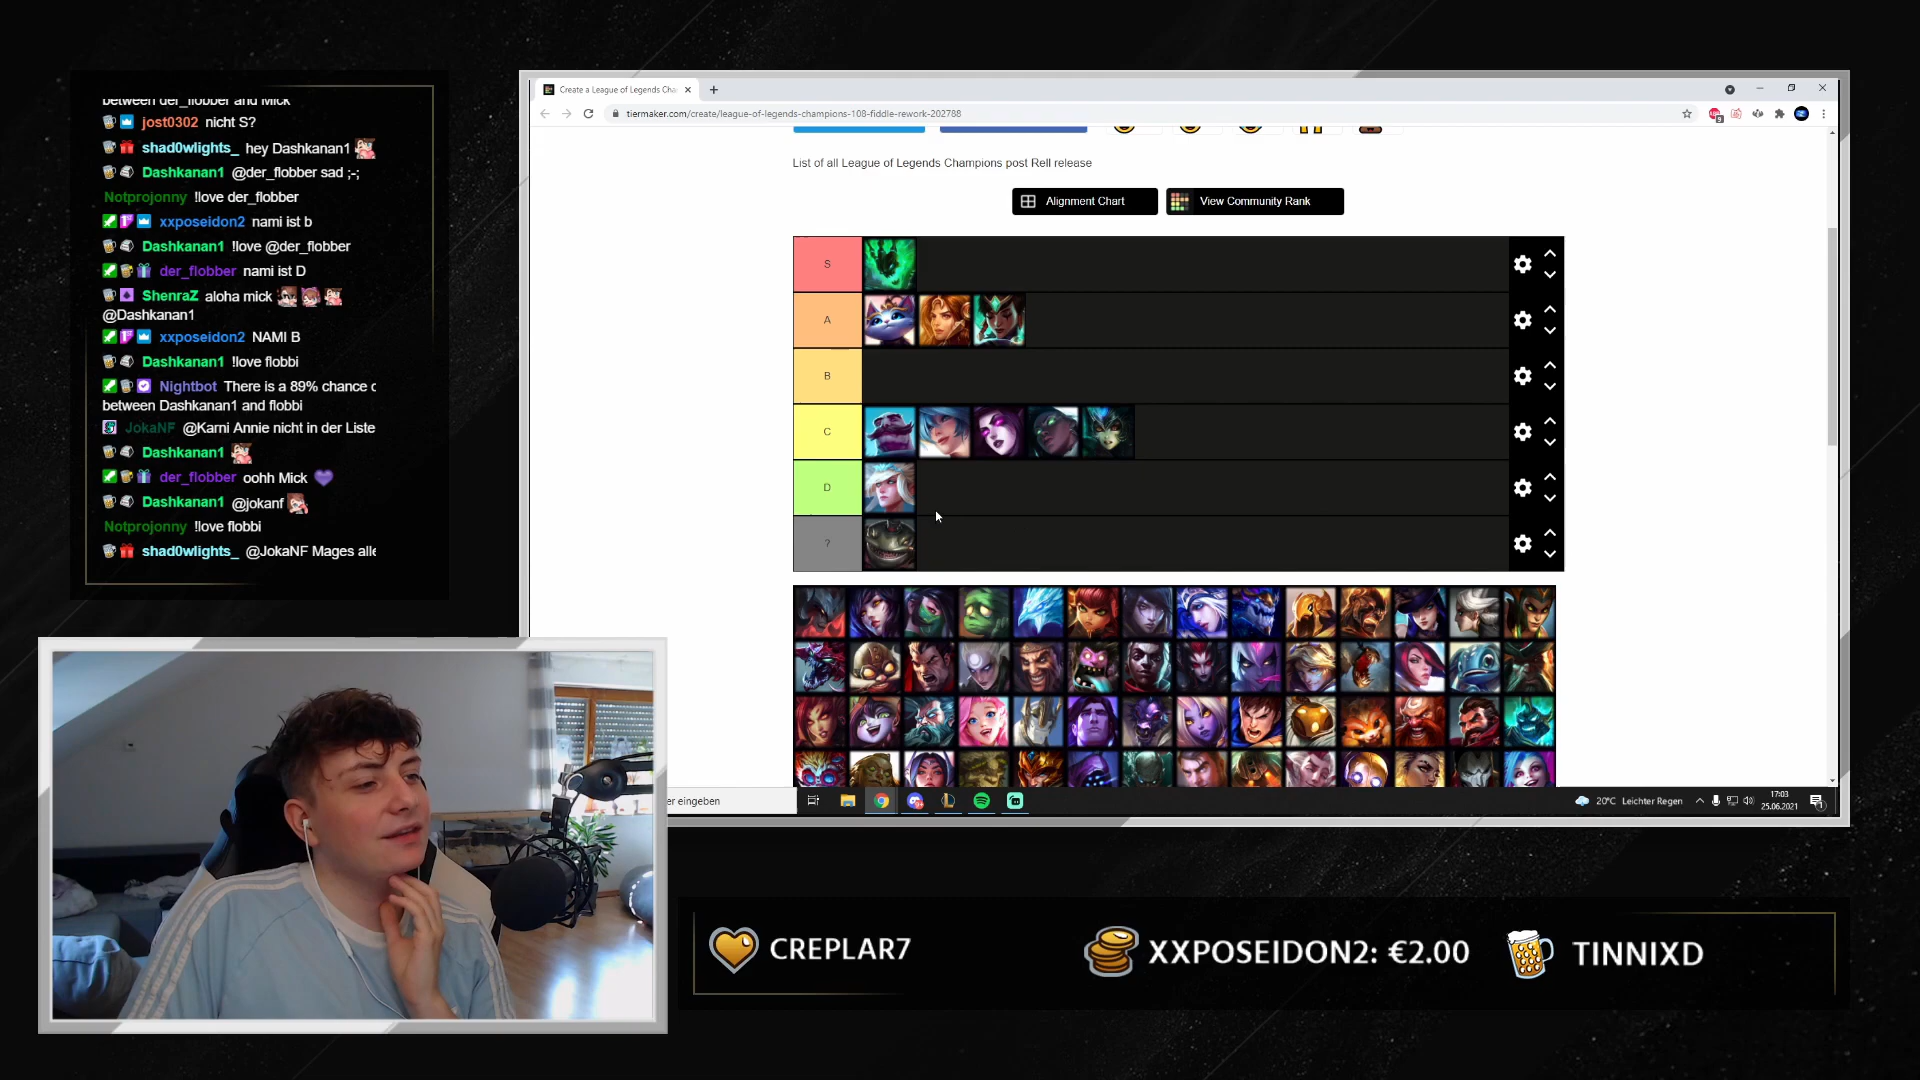 between der_flobber and Mick
jost0302 nicht S?
shad0wlights_ hey Dashkanan1
Dashkanan1 @der_flobber sad ;-;
Notprojonny !love der_flobber
xxposeidon2 nami ist b
Dashkanan1 !love @der_flobber
der_flobber nami ist D
ShenraZ aloha mick
@Dashkanan1
xxposeidon2 NAMI B
Dashkanan1 !love flobbi
Nightbot There is a 89% chance o
between Dashkanan1 and flobbi
JokaNF @Karni Annie nicht in der Liste
Dashkanan1
der_flobber oohh Mick
Dashkanan1 @jokanf
Notprojonny !love flobbi
shad0wlights_ @JokaNF Mages alle
Create a League of Legends Cha
tiermaker.com/create/league-of-legends-champions-108-fiddle-rework-202788
List of all League of Legends Champions post Rell release
Alignment Chart
View Community Rank
S
A
B
C
D
?
er eingeben
20°C Leichter Regen
17:03
25.06.2021
CREPLAR7
XXPOSEIDON2: €2.00
TINNIXD